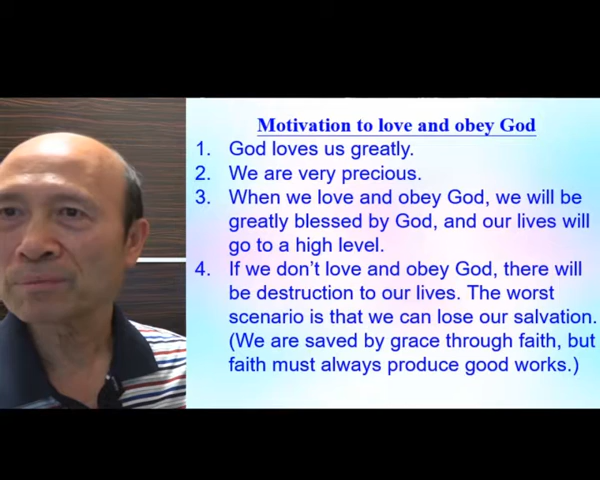 Motivation to love and obey God
1. God loves us greatly.
2. We are very precious.
3. When we love and obey God, we will be
greatly blessed by God, and our lives will
go to a high level.
4. If we don't love and obey God, there will
be destruction to our lives. The worst
scenario is that we can lose our salvation.
(We are saved by grace through faith, but
faith must always produce good works.)